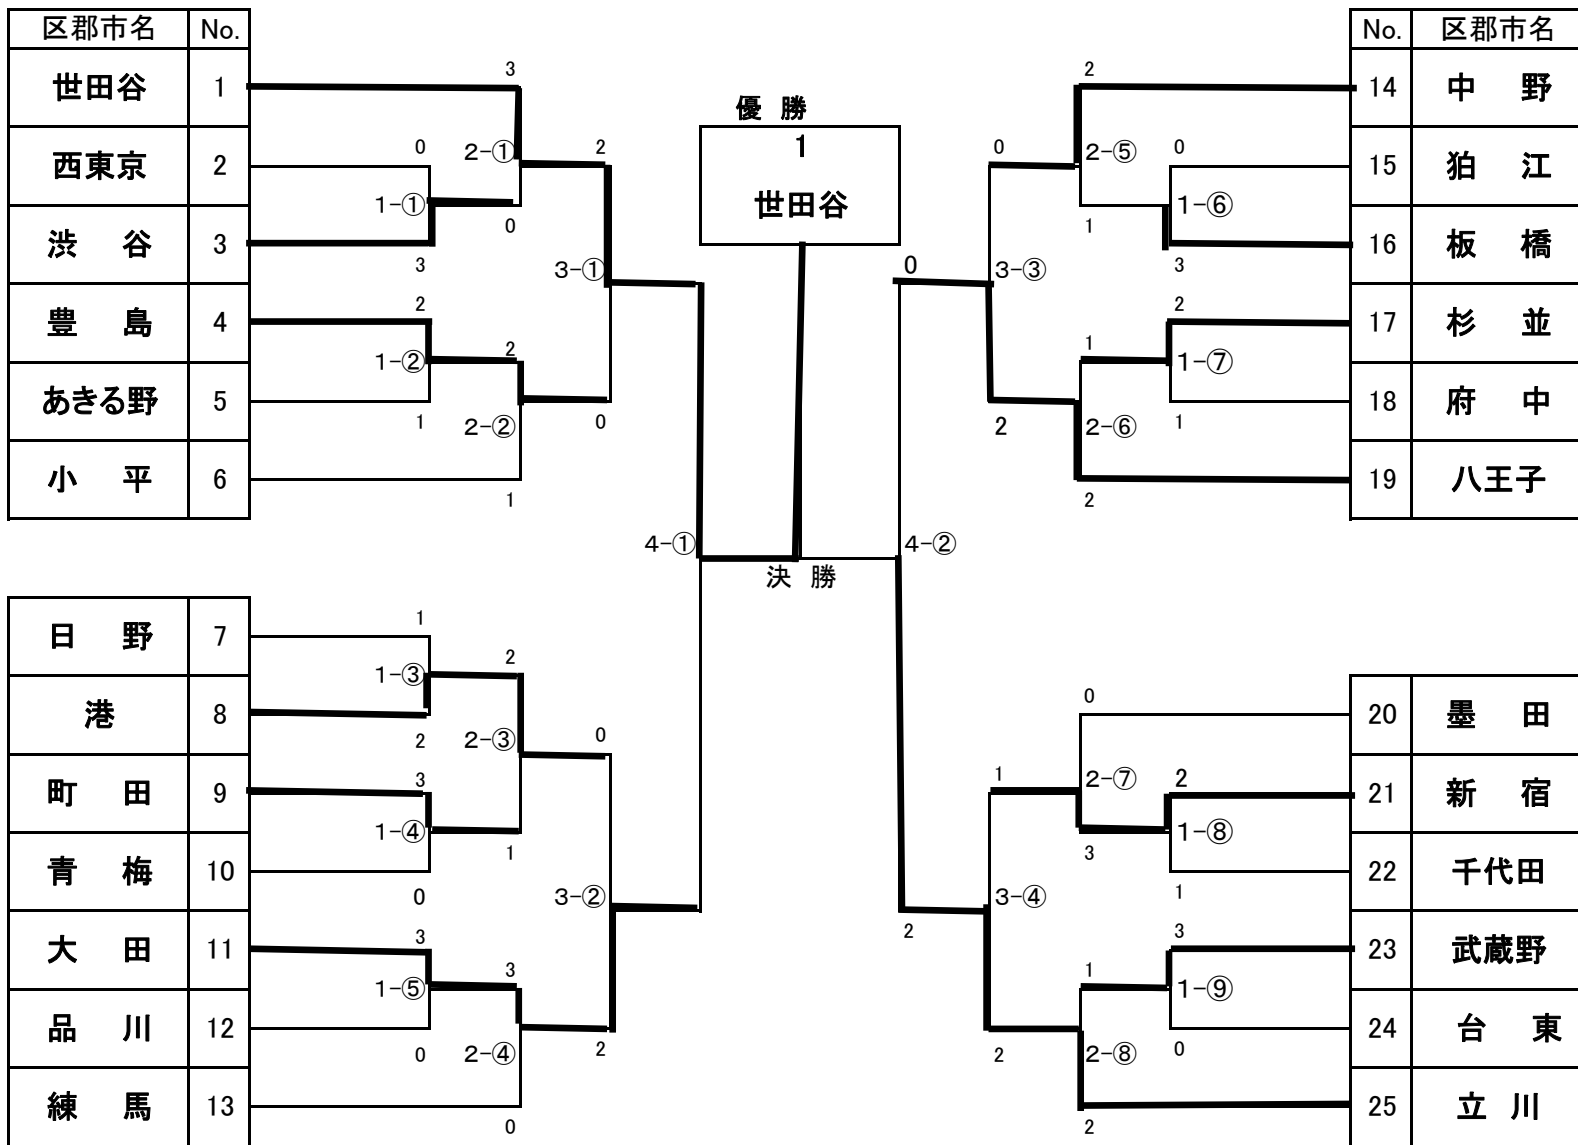 区郡市名 No.
No. 区郡市名
世田谷 1
3
2
14 中 野
優 勝
1
世田谷
西東京 2
0
2-①
2
0
2-⑤
0
15 狛 江
1-①
1-⑥
渋 谷 3
3
0
1
3
16 板 橋
3-①
0
3-③
豊 島 4
2
2
17 杉 並
1-②
2
1
1-⑦
あきる野 5
1
2-②
0
2
2-⑥
1
18 府 中
小 平 6
1
2
19 八王子
4-①
4-②
決 勝
日 野 7
1
1-③
2
港 8
2
2-③
0
0
20 墨 田
町 田 9
3
1
2-⑦
2
21 新 宿
1-④
1
3
1-⑧
青 梅 10
0
3-②
3-④
1
22 千代田
大 田 11
3
2
3
23 武蔵野
1-⑤
3
1
1-⑨
品 川 12
0
2-④
2
2
2-⑧
0
24 台 東
練 馬 13
0
2
25 立 川